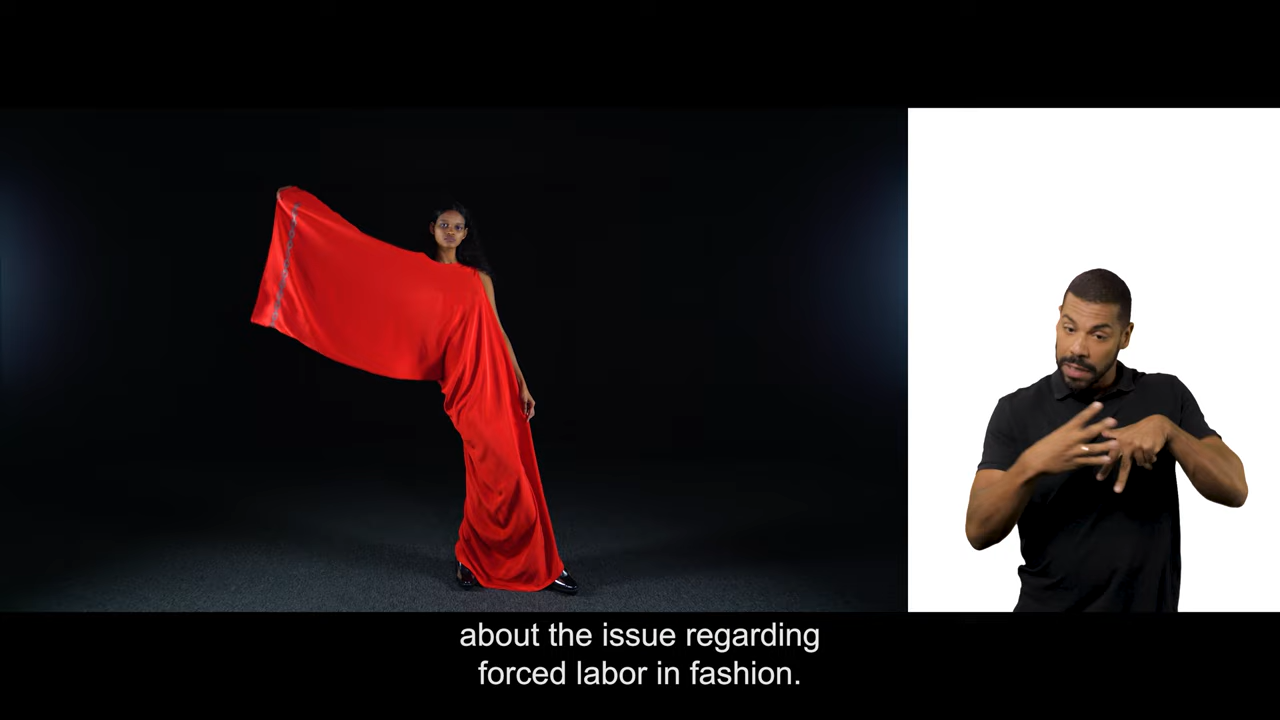 about the issue regarding
forced labor in fashion.